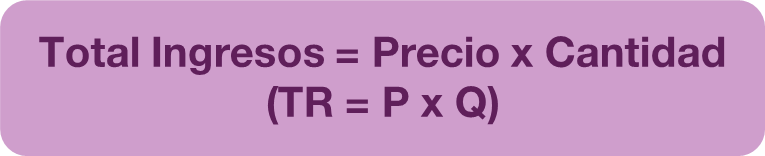 Total Ingresos = Precio x Cantidad
(TR = P x Q)